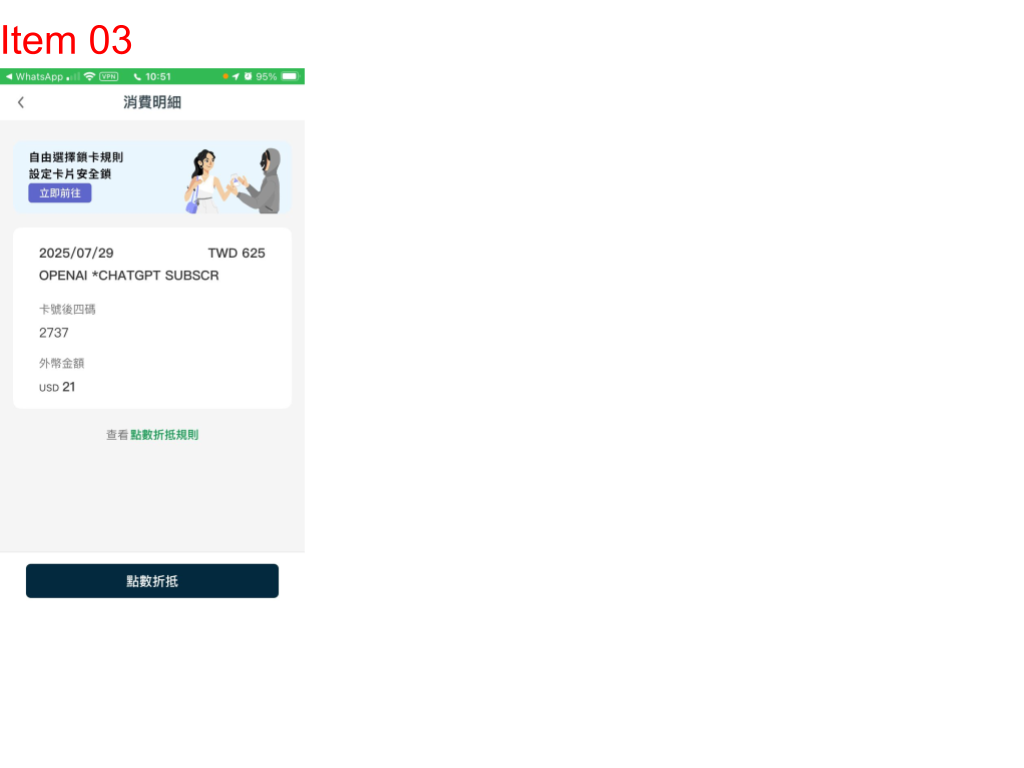 Item 03
◀ WhatsApp VPN 10:51 95%
消費明細
自由選擇鎖卡規則
設定卡片安全鎖
立即前往
2025/07/29 TWD 625
OPENAI *CHATGPT SUBSCR
卡號後四碼
2737
外幣金額
USD 21
查看點數折抵規則
點數折抵